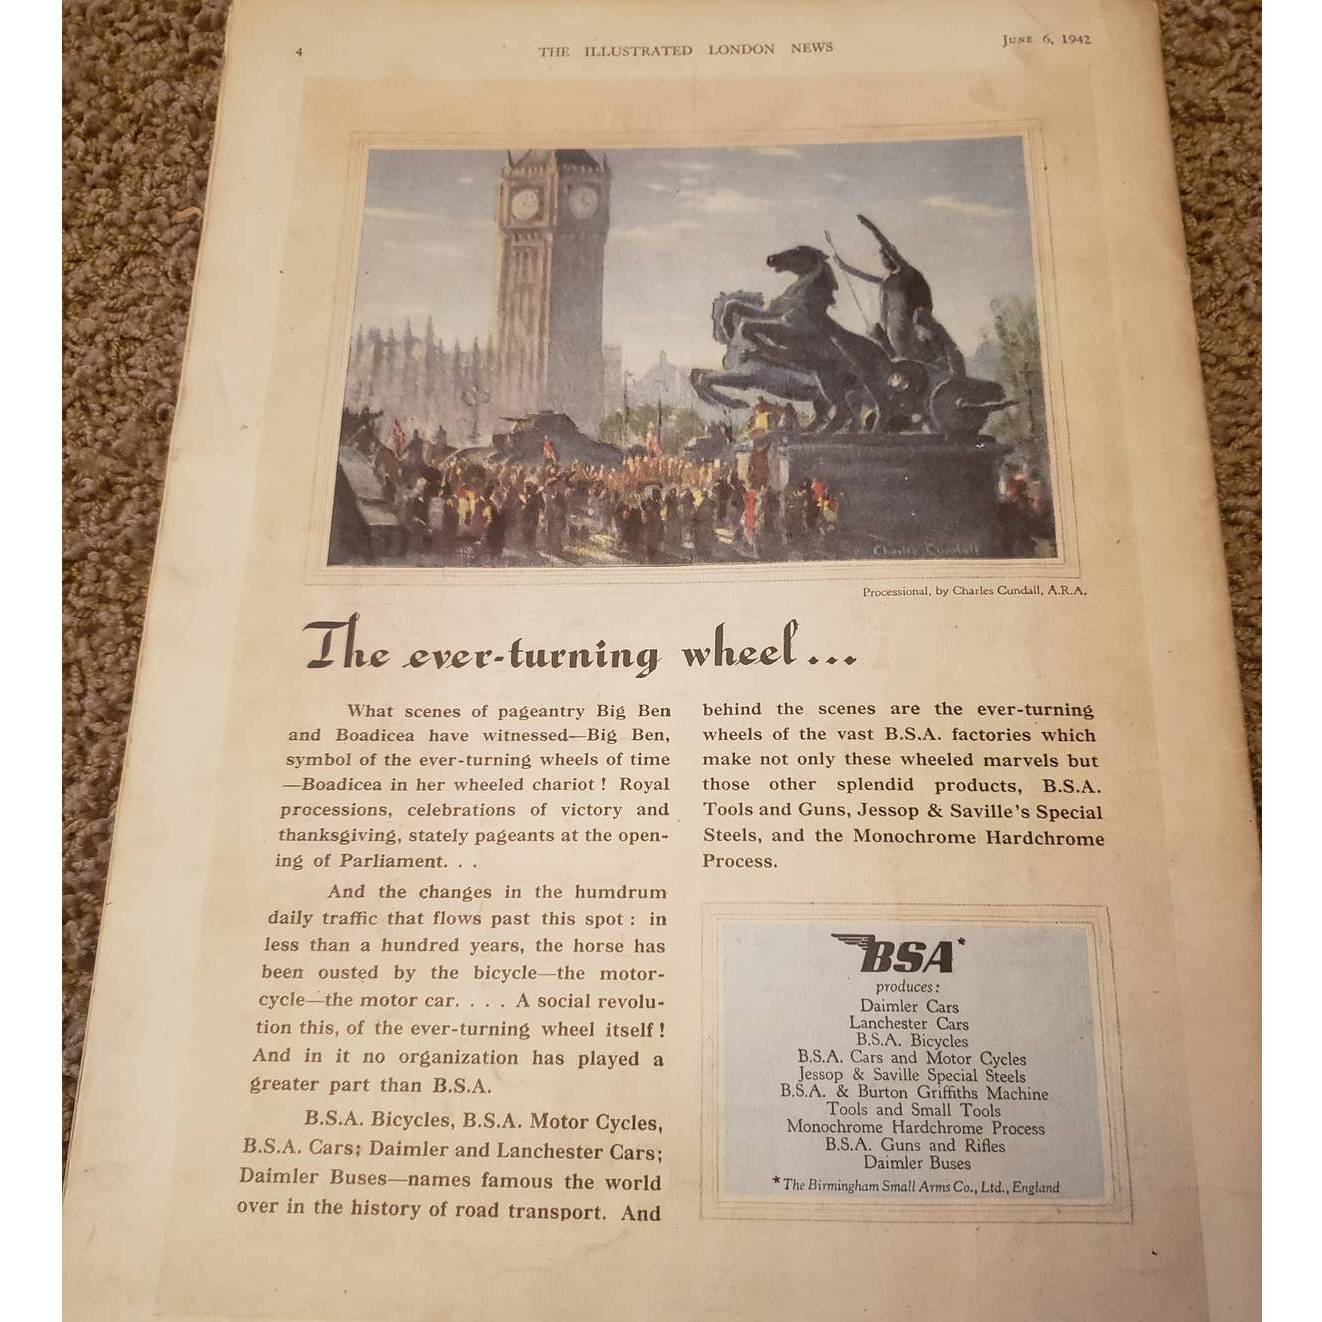 4
THE ILLUSTRATED LONDON NEWS
JUNE 6, 1942
Charles Cundall
Processional, by Charles Cundall, A.R.A.
The ever-turning wheel...
What scenes of pageantry Big Ben
and Boadicea have witnessed—Big Ben,
symbol of the ever-turning wheels of time
—Boadicea in her wheeled chariot! Royal
processions, celebrations of victory and
thanksgiving, stately pageants at the open-
ing of Parliament. . .
And the changes in the humdrum
daily traffic that flows past this spot: in
less than a hundred years, the horse has
been ousted by the bicycle—the motor-
cycle—the motor car. . . . A social revolu-
tion this, of the ever-turning wheel itself!
And in it no organization has played a
greater part than B.S.A.
B.S.A. Bicycles, B.S.A. Motor Cycles,
B.S.A. Cars; Daimler and Lanchester Cars;
Daimler Buses—names famous the world
over in the history of road transport. And
behind the scenes are the ever-turning
wheels of the vast B.S.A. factories which
make not only these wheeled marvels but
those other splendid products, B.S.A.
Tools and Guns, Jessop & Saville's Special
Steels, and the Monochrome Hardchrome
Process.
BSA*
produces:
Daimler Cars
Lanchester Cars
B.S.A. Bicycles
B.S.A. Cars and Motor Cycles
Jessop & Saville Special Steels
B.S.A. & Burton Griffiths Machine
Tools and Small Tools
Monochrome Hardchrome Process
B.S.A. Guns and Rifles
Daimler Buses
* The Birmingham Small Arms Co., Ltd., England